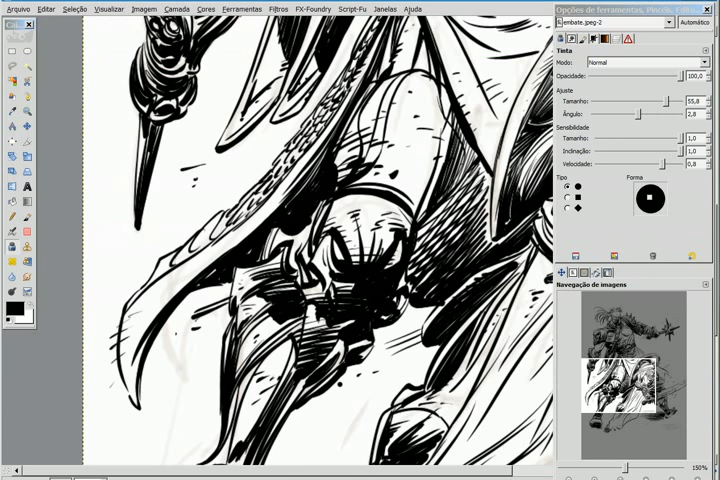 Arquivo Editar Seleção Visualizar Imagem Camada Cores Ferramentas Filtros FX-Foundry Script-Fu Janelas Ajuda
Opções de ferramentas, Pincéis,
embate.jpeg-2 Automático
Tinta
Modo: Normal
Opacidade: 100,0
Ajuste
Tamanho: 55,8
Ângulo: 2,8
Sensibilidade
Tamanho: 1,0
Inclinação: 1,0
Velocidade: 0,8
Tipo Forma
Navegação de imagens
150%